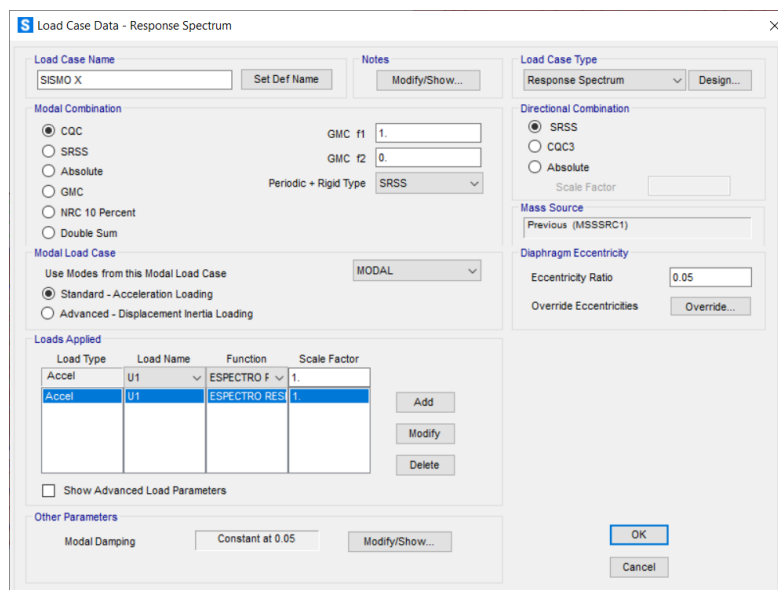 S Load Case Data - Response Spectrum
Load Case Name
SISMO X
Set Def Name
Notes
Modify/Show...
Load Case Type
Response Spectrum
Design...
Modal Combination
CQC
SRSS
Absolute
GMC
NRC 10 Percent
Double Sum
GMC f1 1.
GMC f2 0.
Periodic + Rigid Type SRSS
Directional Combination
SRSS
CQC3
Absolute
Scale Factor
Mass Source
Previous (MSSSRC1)
Modal Load Case
Use Modes from this Modal Load Case MODAL
Standard - Acceleration Loading
Advanced - Displacement Inertia Loading
Diaphragm Eccentricity
Eccentricity Ratio 0.05
Override Eccentricities Override...
Loads Applied
Load Type Load Name Function Scale Factor
Accel U1 ESPECTRO F 1.
Accel U1 ESPECTRO RESI 1.
Add
Modify
Delete
Show Advanced Load Parameters
Other Parameters
Modal Damping Constant at 0.05 Modify/Show...
OK
Cancel